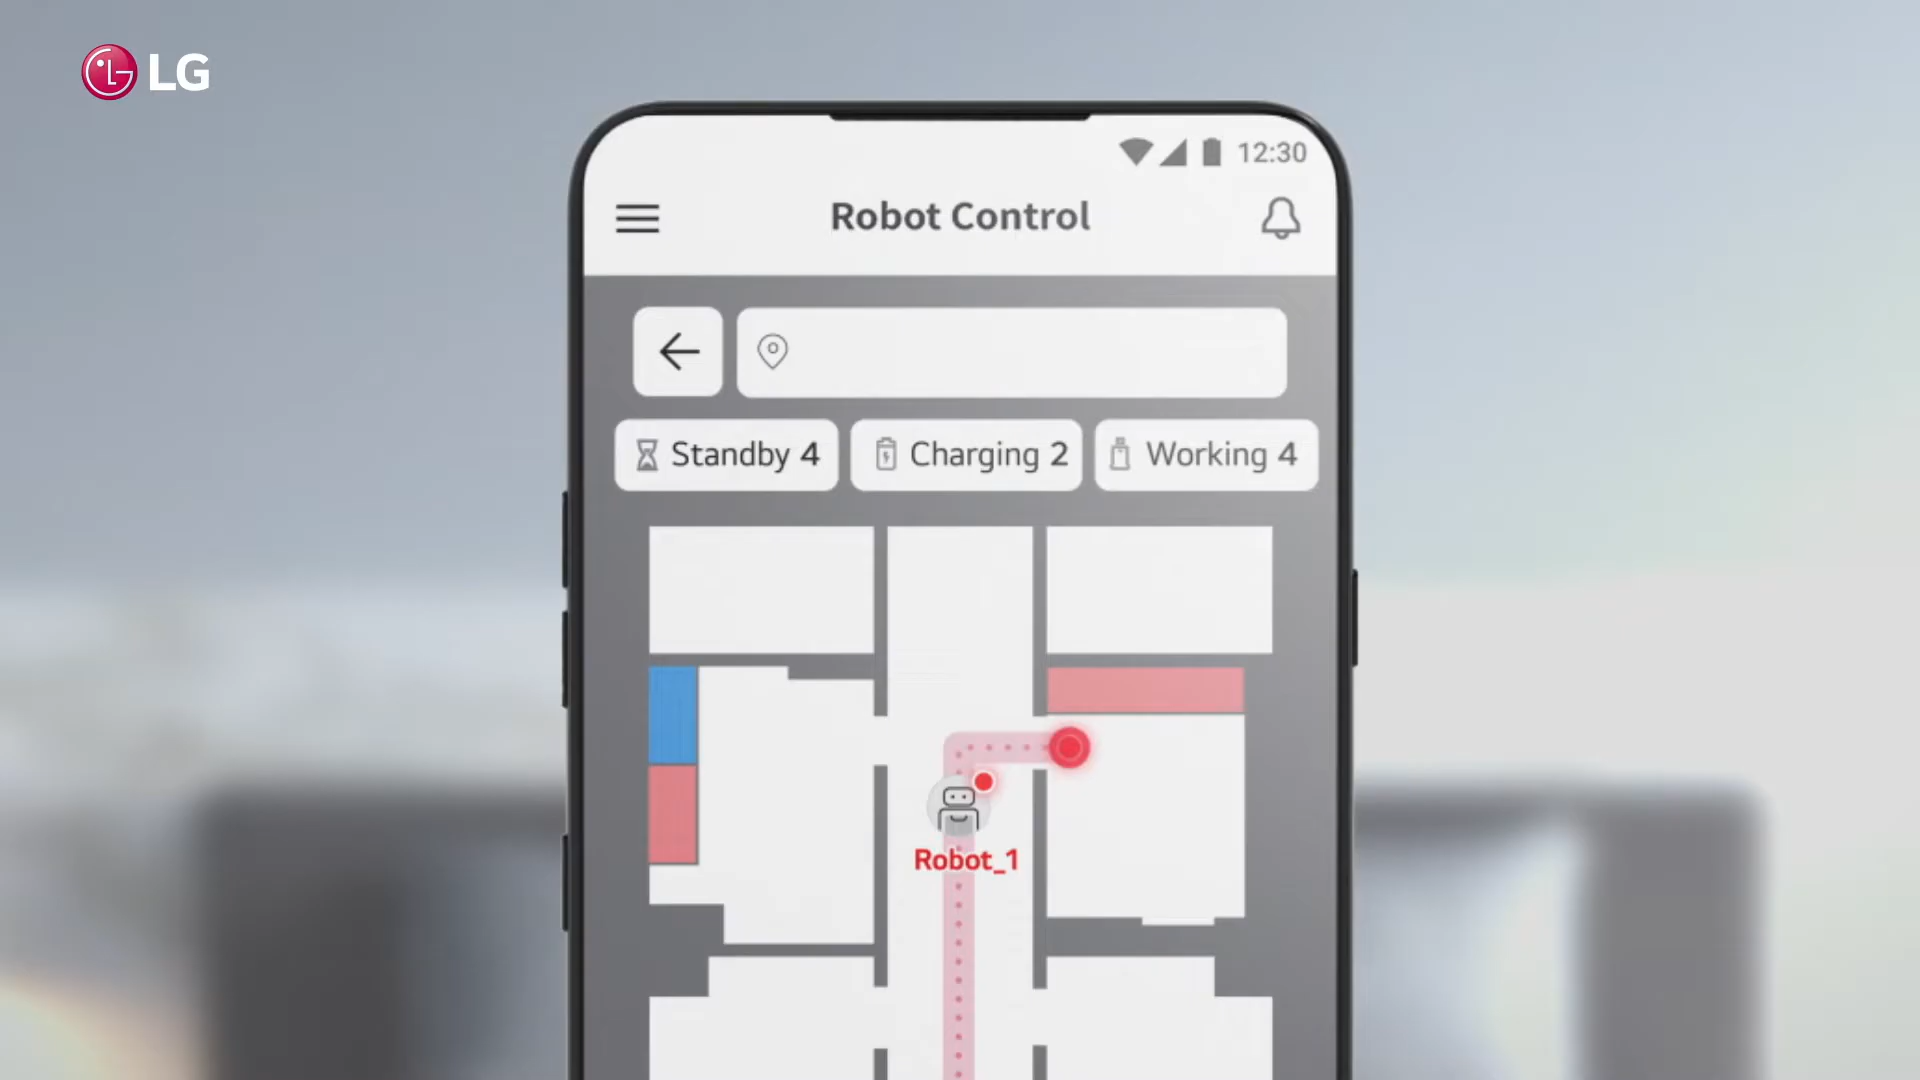 LG
12:30
Robot Control
Standby 4
Charging 2
Working 4
Robot_1